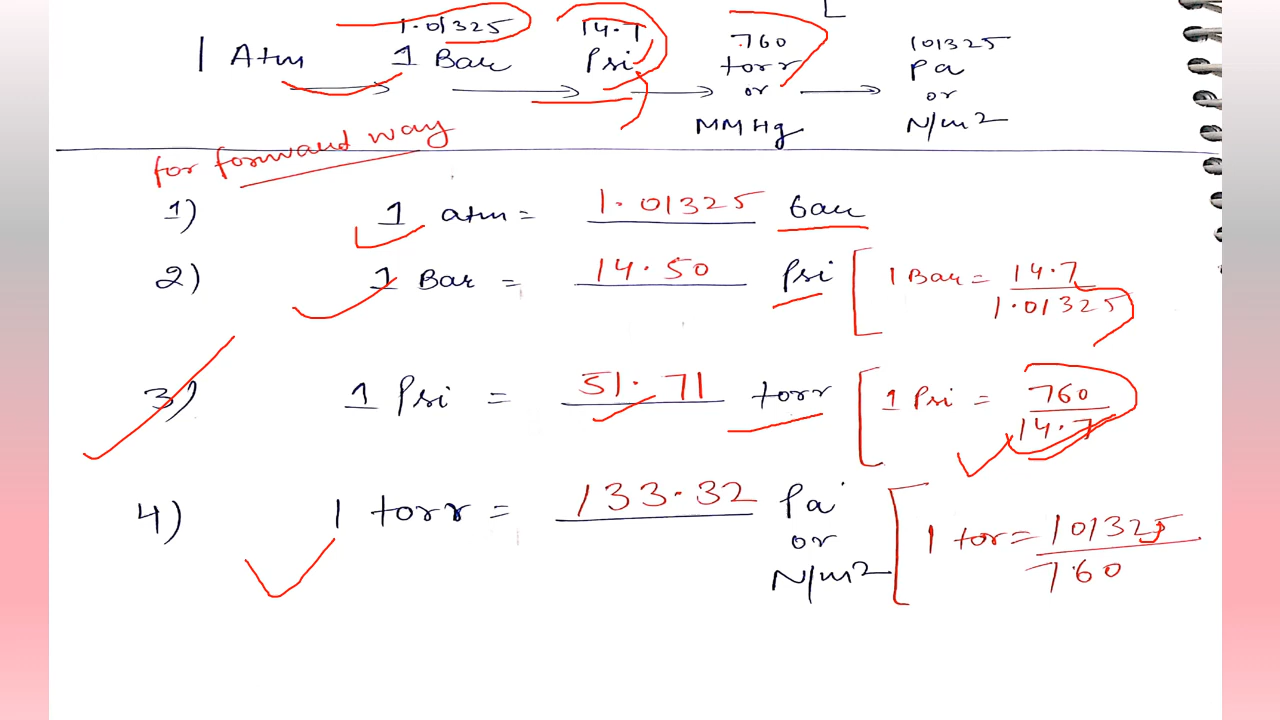 1.01325 14.7 760 101325
1 Atm 1 Bar Psi torr Pa
or or
MMHg N/m2
for forward way
1) 1 atm = 1.01325 bar
2) 1 Bar = 14.50 Psi [ 1 Bar = 14.7
1.01325
3) 1 Psi = 51.71 torr [ 1 Psi = 760
14.7
4) 1 torr = 133.32 Pa [ 1 tor = 101325
or 760
N/m2